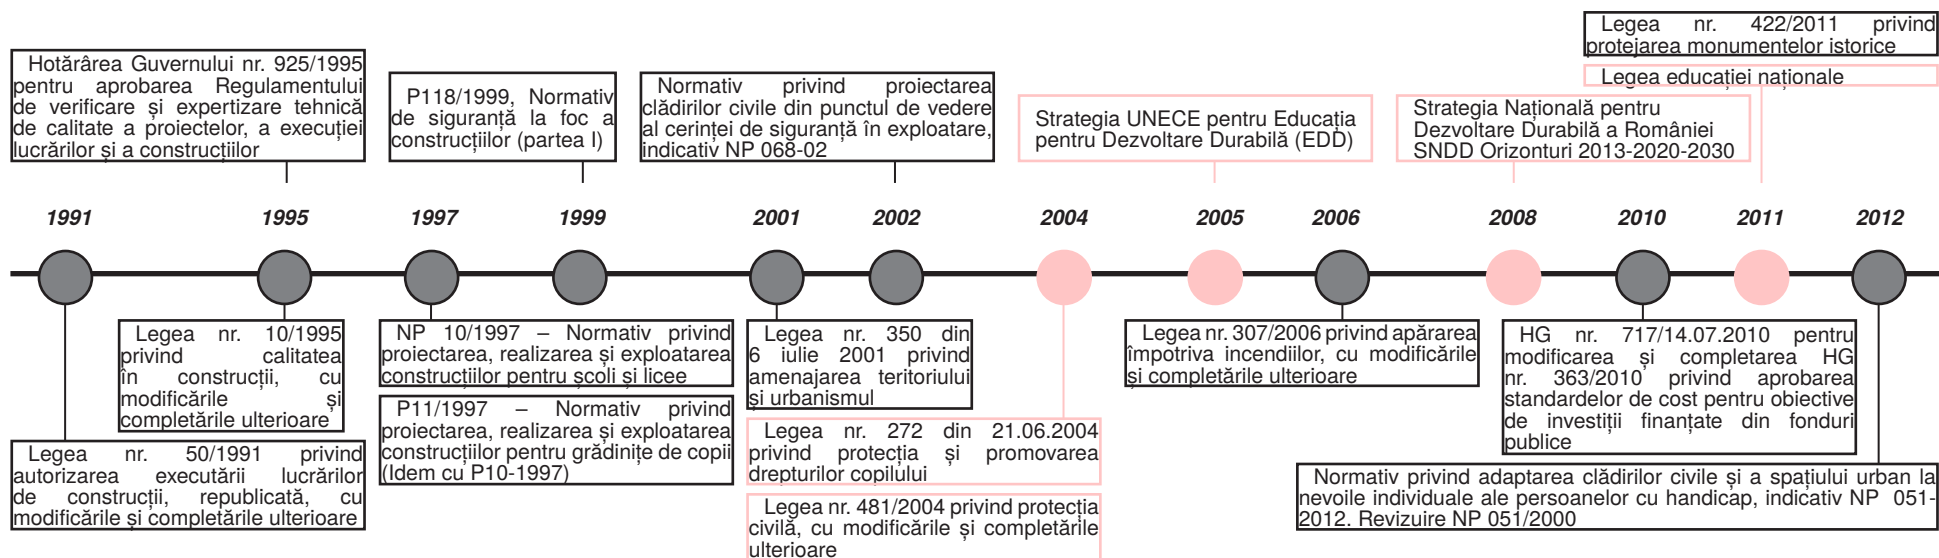 Legea nr. 422/2011 privind
protejarea monumentelor istorice
Legea educației naționale
Hotărârea Guvernului nr. 925/1995
pentru aprobarea Regulamentului
de verificare și expertizare tehnică
de calitate a proiectelor, a execuției
lucrărilor și a construcțiilor
P118/1999, Normativ
de siguranță la foc a
construcțiilor (partea I)
Normativ privind proiectarea
clădirilor civile din punctul de vedere
al cerinței de siguranță în exploatare,
indicativ NP 068-02
Strategia UNECE pentru Educația
pentru Dezvoltare Durabilă (EDD)
Strategia Națională pentru
Dezvoltare Durabilă a României
SNDD Orizonturi 2013-2020-2030
1991 1995 1997 1999 2001 2002 2004 2005 2006 2008 2010 2011 2012
Legea nr. 10/1995
privind calitatea
în construcții, cu
modificările și
completările ulterioare
Legea nr. 50/1991 privind
autorizarea executării lucrărilor
de construcții, republicată, cu
modificările și completările ulterioare
NP 10/1997 – Normativ privind
proiectarea, realizarea și exploatarea
construcțiilor pentru școli și licee
P11/1997 – Normativ privind
proiectarea, realizarea și exploatarea
construcțiilor pentru grădinițe de copii
(Idem cu P10-1997)
Legea nr. 350 din
6 iulie 2001 privind
amenajarea teritoriului
și urbanismul
Legea nr. 272 din 21.06.2004
privind protecția și promovarea
drepturilor copilului
Legea nr. 481/2004 privind protecția
civilă, cu modificările și completările
ulterioare
Legea nr. 307/2006 privind apărarea
împotriva incendiilor, cu modificările
și completările ulterioare
HG nr. 717/14.07.2010 pentru
modificarea și completarea HG
nr. 363/2010 privind aprobarea
standardelor de cost pentru obiective
de investiții finanțate din fonduri
publice
Normativ privind adaptarea clădirilor civile și a spațiului urban la
nevoile individuale ale persoanelor cu handicap, indicativ NP 051-
2012. Revizuire NP 051/2000